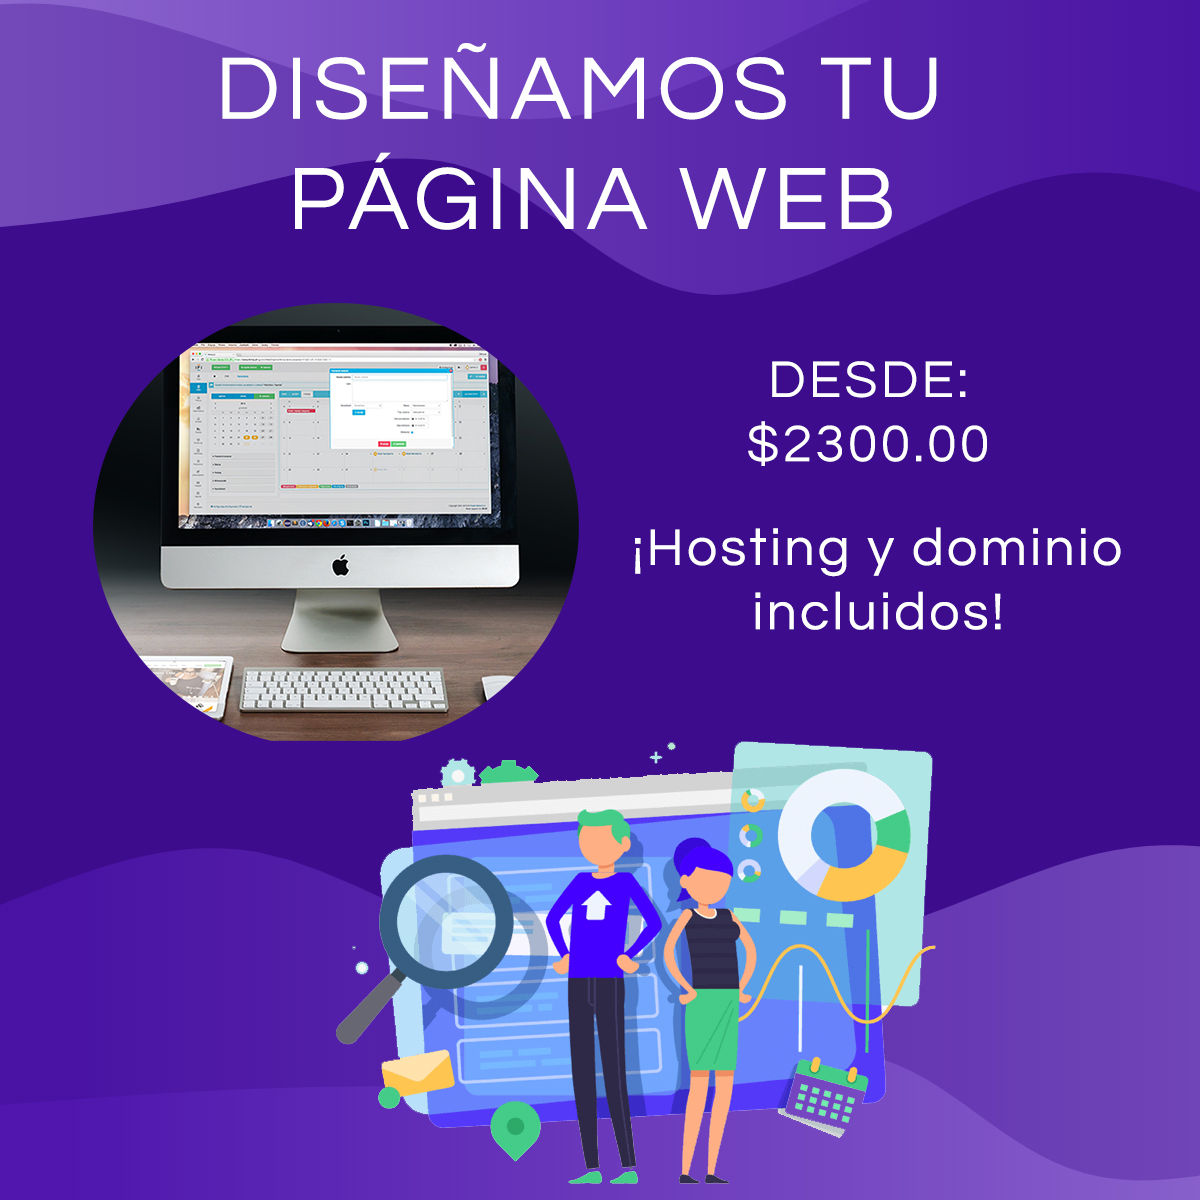 DISEÑAMOS TU
PÁGINA WEB
DESDE:
$2300.00
¡Hosting y dominio
incluidos!